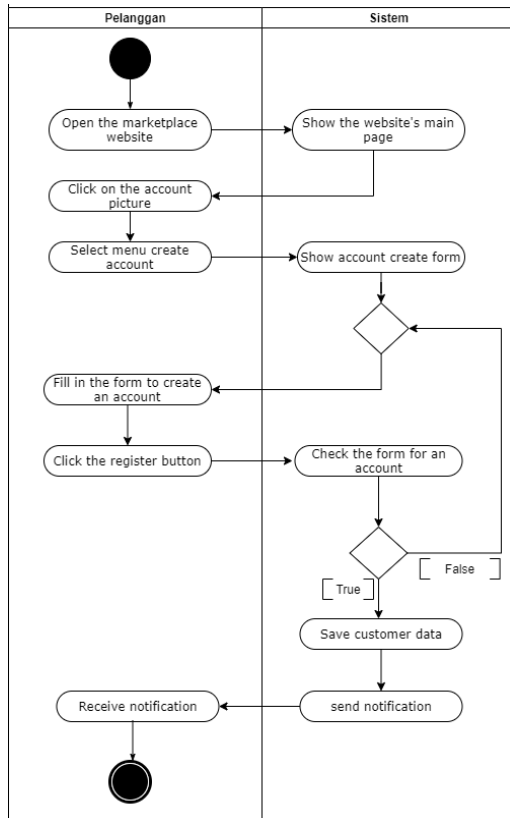 Pelanggan
Sistem
Open the marketplace
website
Show the website's main
page
Click on the account
picture
Select menu create
account
Show account create form
Fill in the form to create
an account
Click the register button
Check the form for an
account
[ False ]
[ True ]
Save customer data
send notification
Receive notification